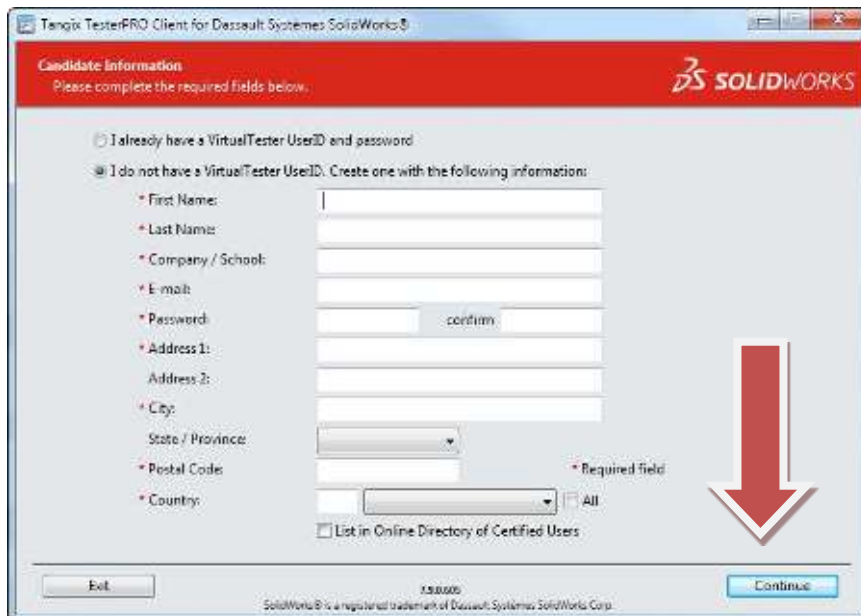 Tangix TesterPRO Client for Dassault Systèmes SolidWorks®
Candidate Information
Please complete the required fields below.
SOLIDWORKS
I already have a VirtualTester UserID and password
I do not have a VirtualTester UserID. Create one with the following information:
* First Name:
* Last Name:
* Company / School:
* E-mail:
* Password: confirm
* Address 1:
Address 2:
* City:
State / Province:
* Postal Code: * Required field
* Country: All
List in Online Directory of Certified Users
Exit Continue
SolidWorks® is a registered trademark of Dassault Systèmes SolidWorks Corp.